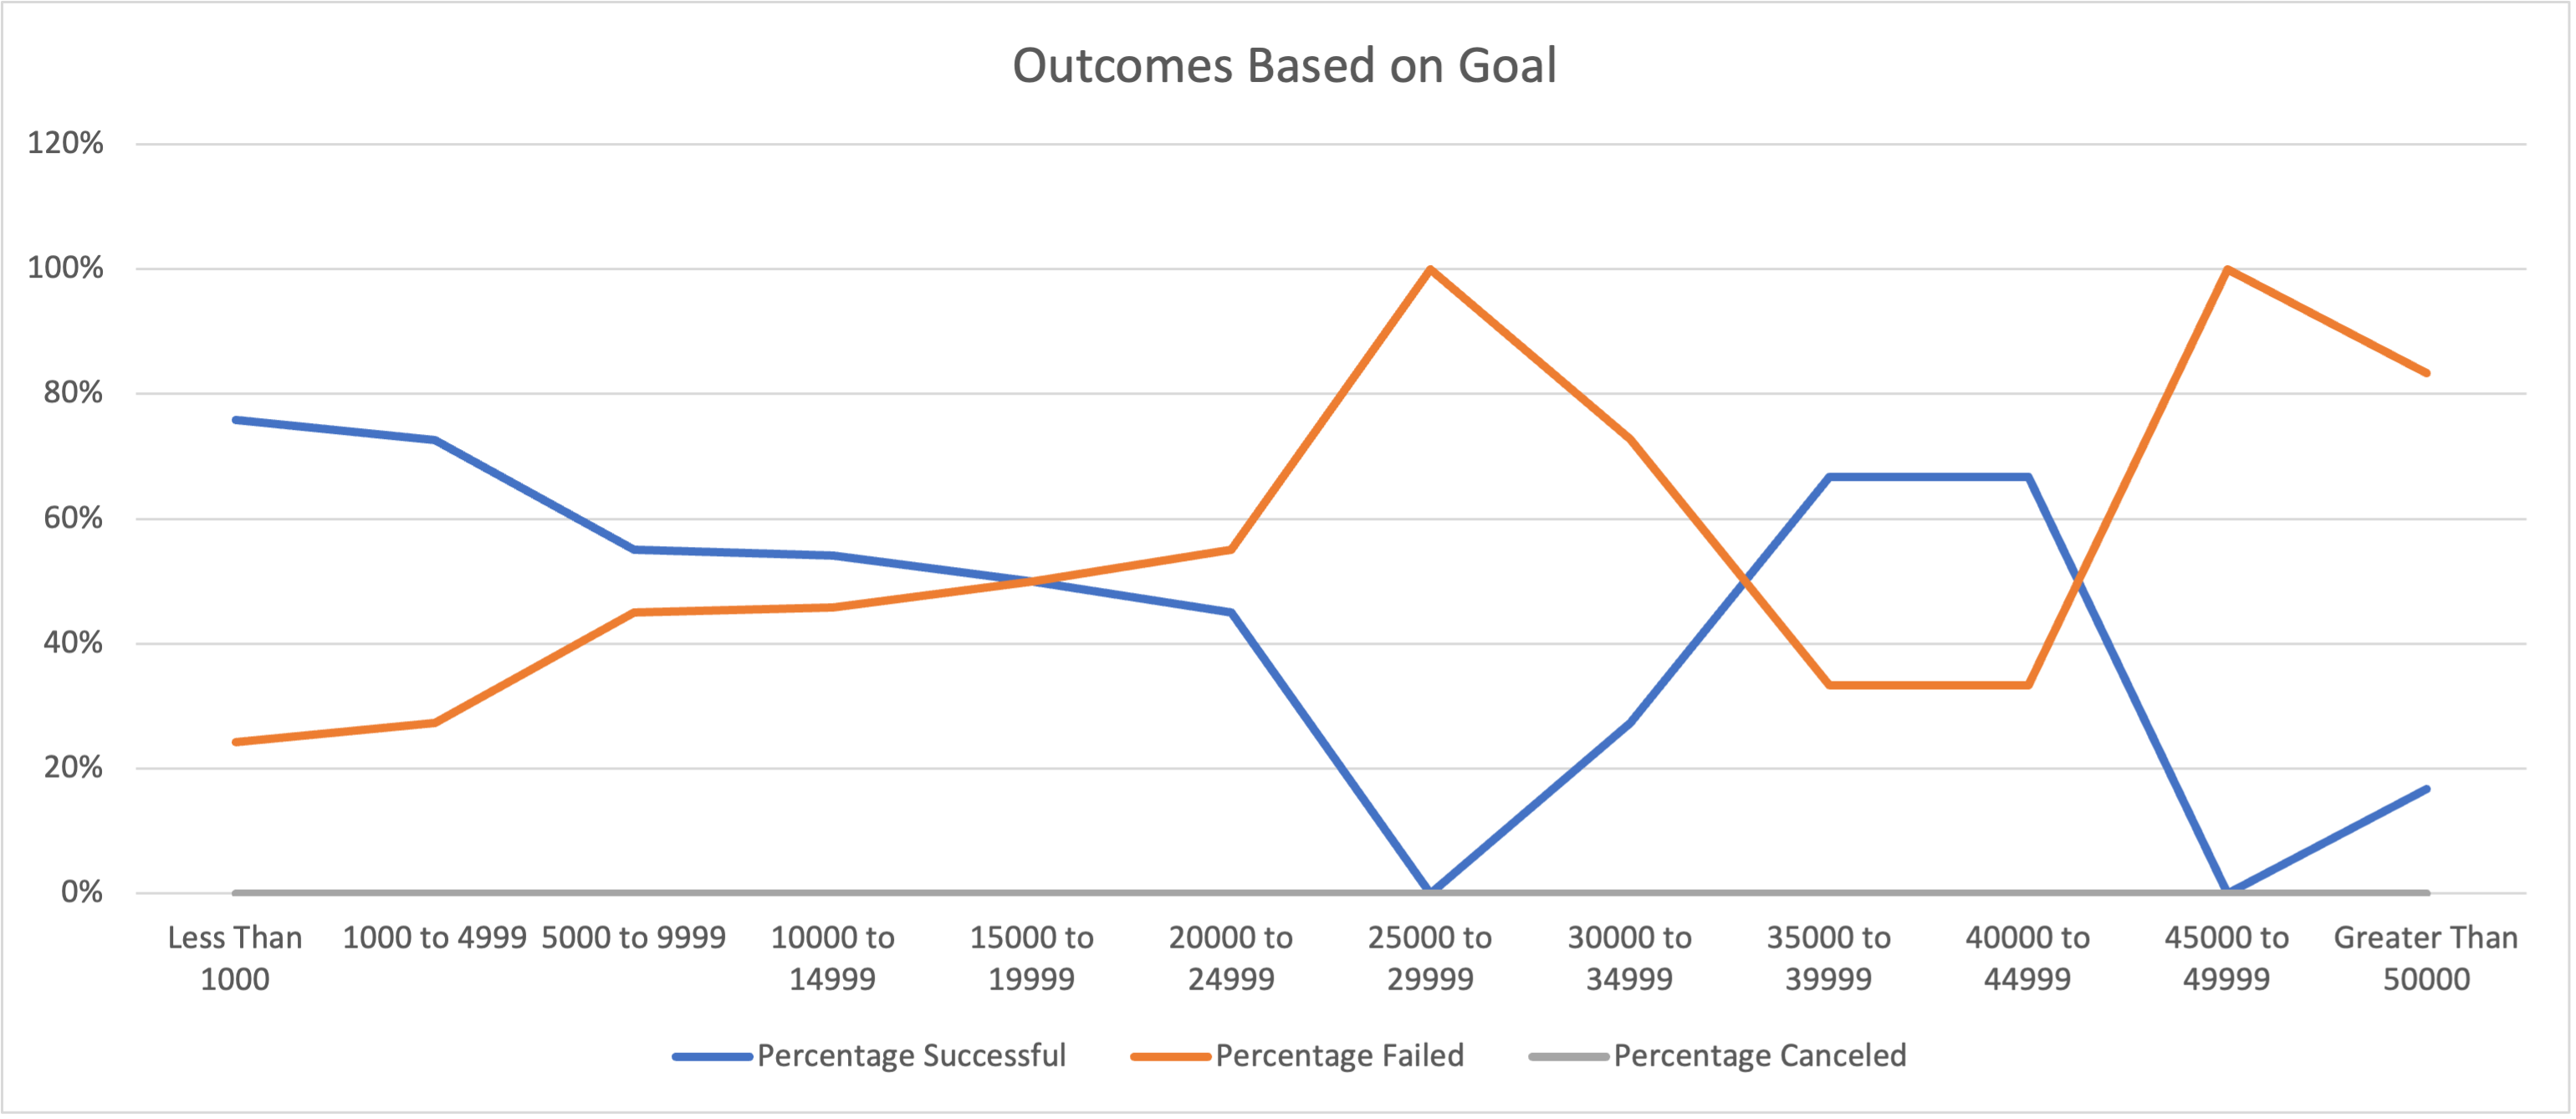 Outcomes Based on Goal
120%
100%
80%
60%
40%
20%
0%
Less Than 1000
1000 to 4999
5000 to 9999
10000 to 14999
15000 to 19999
20000 to 24999
25000 to 29999
30000 to 34999
35000 to 39999
40000 to 44999
45000 to 49999
Greater Than 50000
Percentage Successful
Percentage Failed
Percentage Canceled